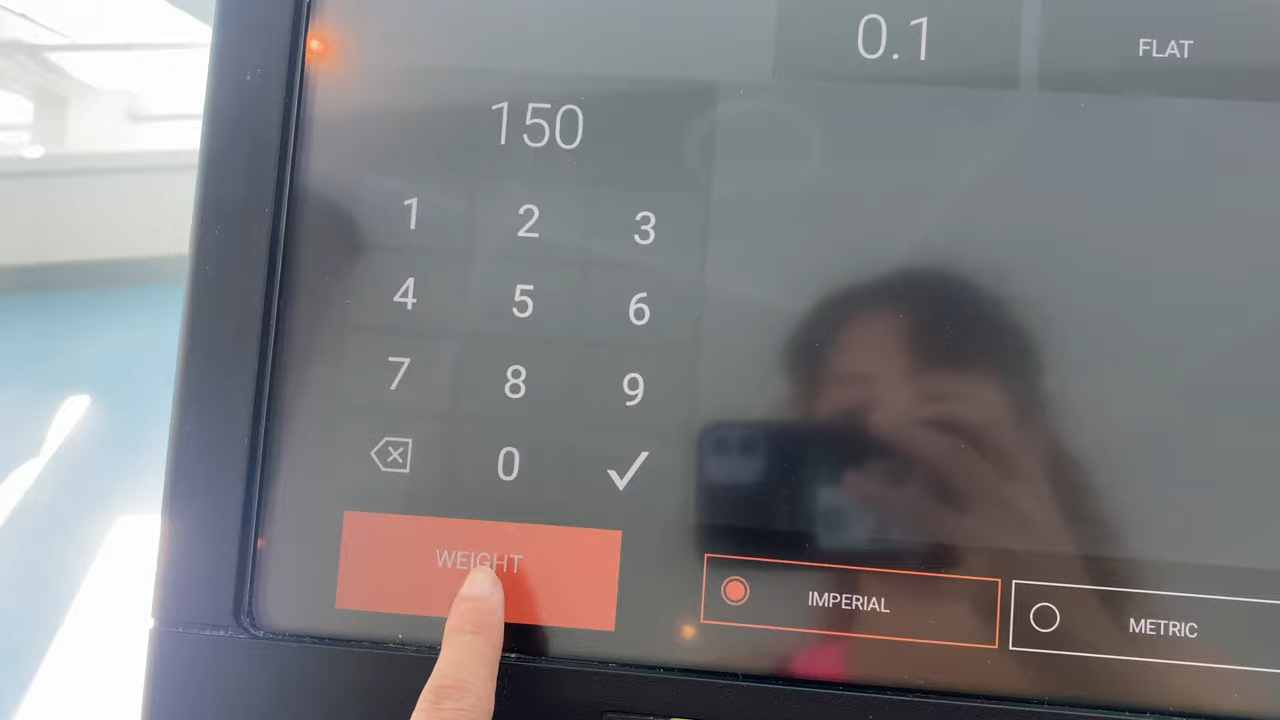 0.1
FLAT
150
1 2 3
4 5 6
7 8 9
0
WEIGHT
IMPERIAL
METRIC